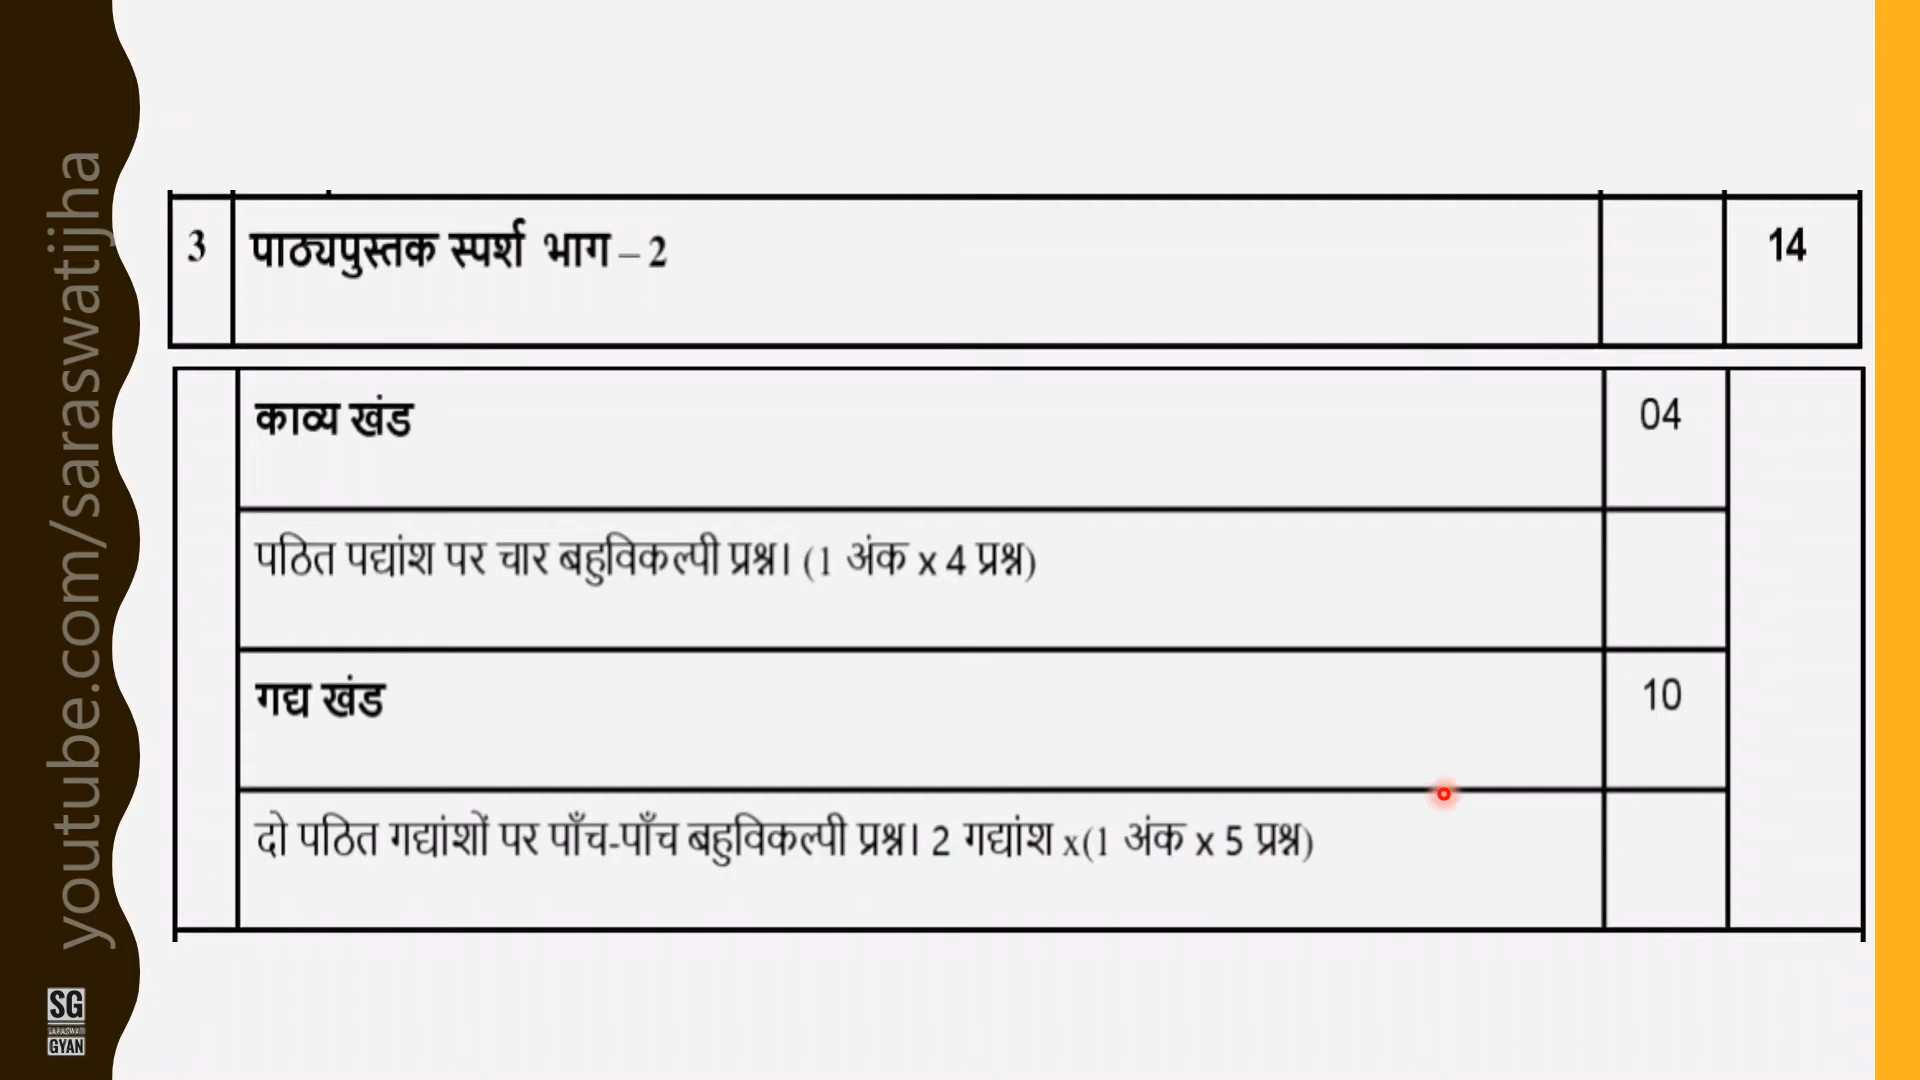 3 पाठ्यपुस्तक स्पर्श भाग – 2 14
काव्य खंड 04
पठित पद्यांश पर चार बहुविकल्पी प्रश्न। (1 अंक x 4 प्रश्न)
गद्य खंड 10
दो पठित गद्यांशों पर पाँच-पाँच बहुविकल्पी प्रश्न। 2 गद्यांश x(1 अंक x 5 प्रश्न)
youtube.com/saraswatijha
SG
SARASWATI
GYAN